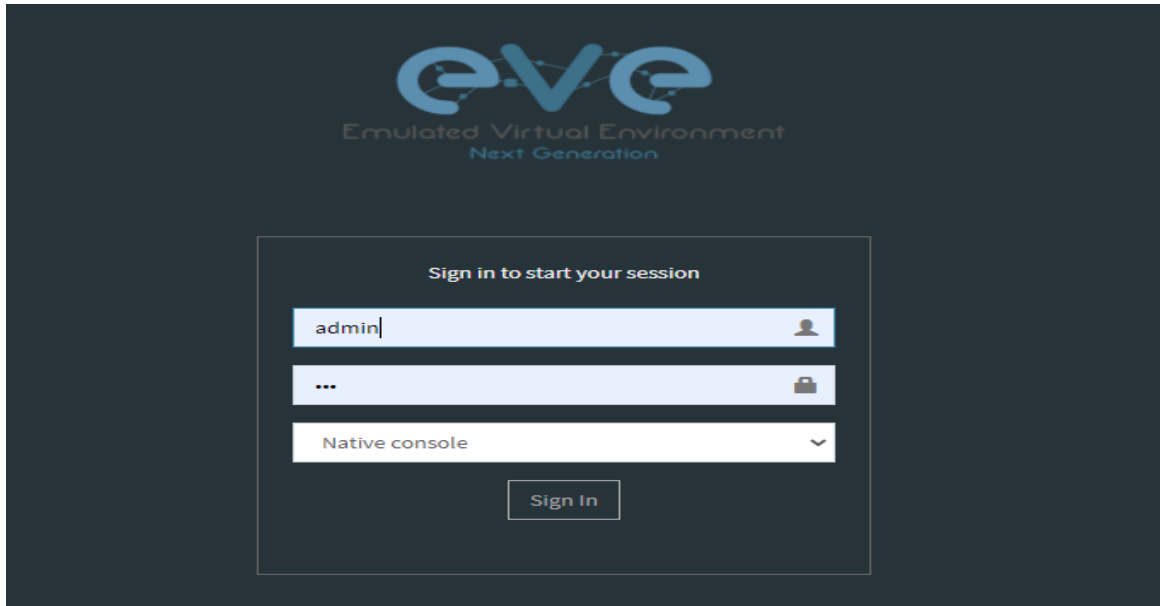 eve
Emulated Virtual Environment
Next Generation
Sign in to start your session
admin
•••
Native console
Sign In